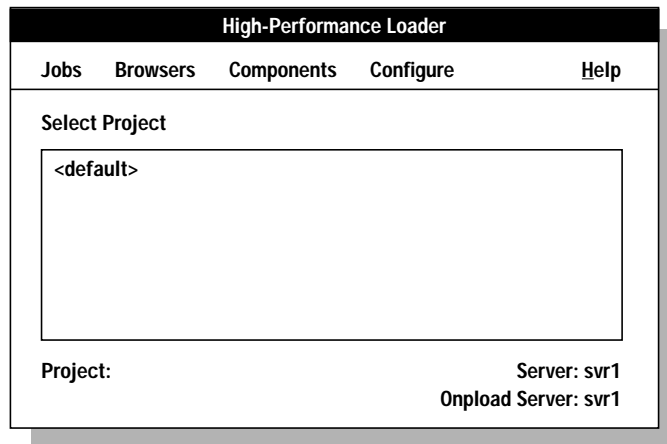 High-Performance Loader
Jobs Browsers Components Configure Help
Select Project
<default>
Project: Server: svr1
Onpload Server: svr1